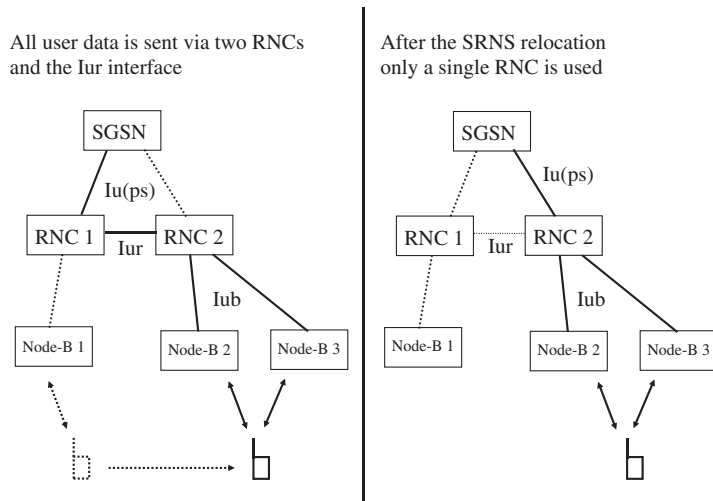 All user data is sent via two RNCs
and the Iur interface
SGSN
Iu(ps)
RNC 1
Iur
RNC 2
Iub
Node-B 1
Node-B 2
Node-B 3
After the SRNS relocation
only a single RNC is used
SGSN
Iu(ps)
RNC 1
Iur
RNC 2
Iub
Node-B 1
Node-B 2
Node-B 3